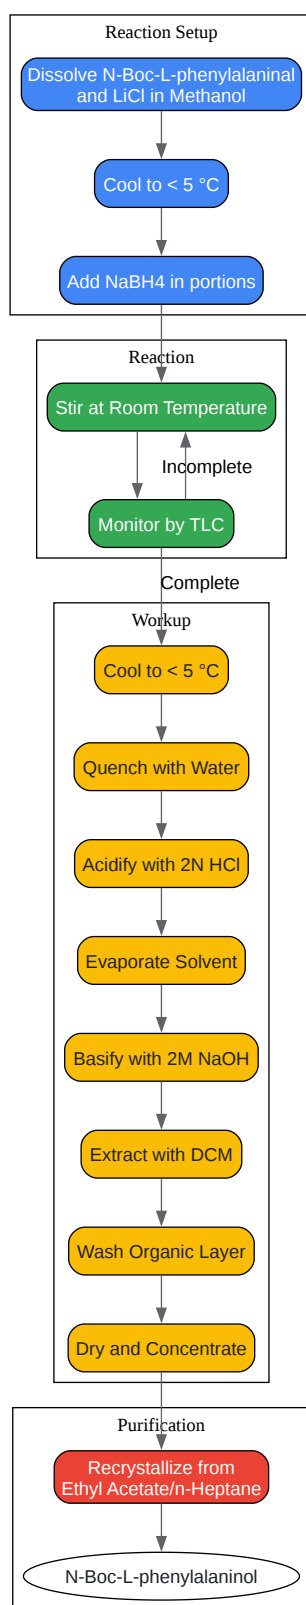 Reaction Setup
Dissolve N-Boc-L-phenylalaninal
and LiCl in Methanol
Cool to < 5 °C
Add NaBH4 in portions
Reaction
Stir at Room Temperature
Incomplete
Monitor by TLC
Complete
Workup
Cool to < 5 °C
Quench with Water
Acidify with 2N HCl
Evaporate Solvent
Basify with 2M NaOH
Extract with DCM
Wash Organic Layer
Dry and Concentrate
Purification
Recrystallize from
Ethyl Acetate/n-Heptane
N-Boc-L-phenylalaninol